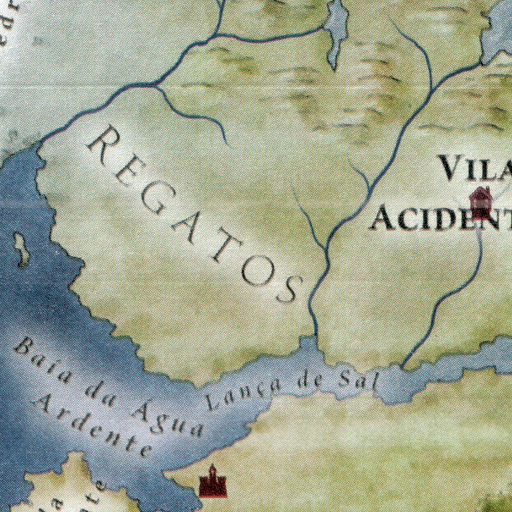 REGATOS
VILA
ACIDENT
Baía da Água
Ardente
Lança de Sal